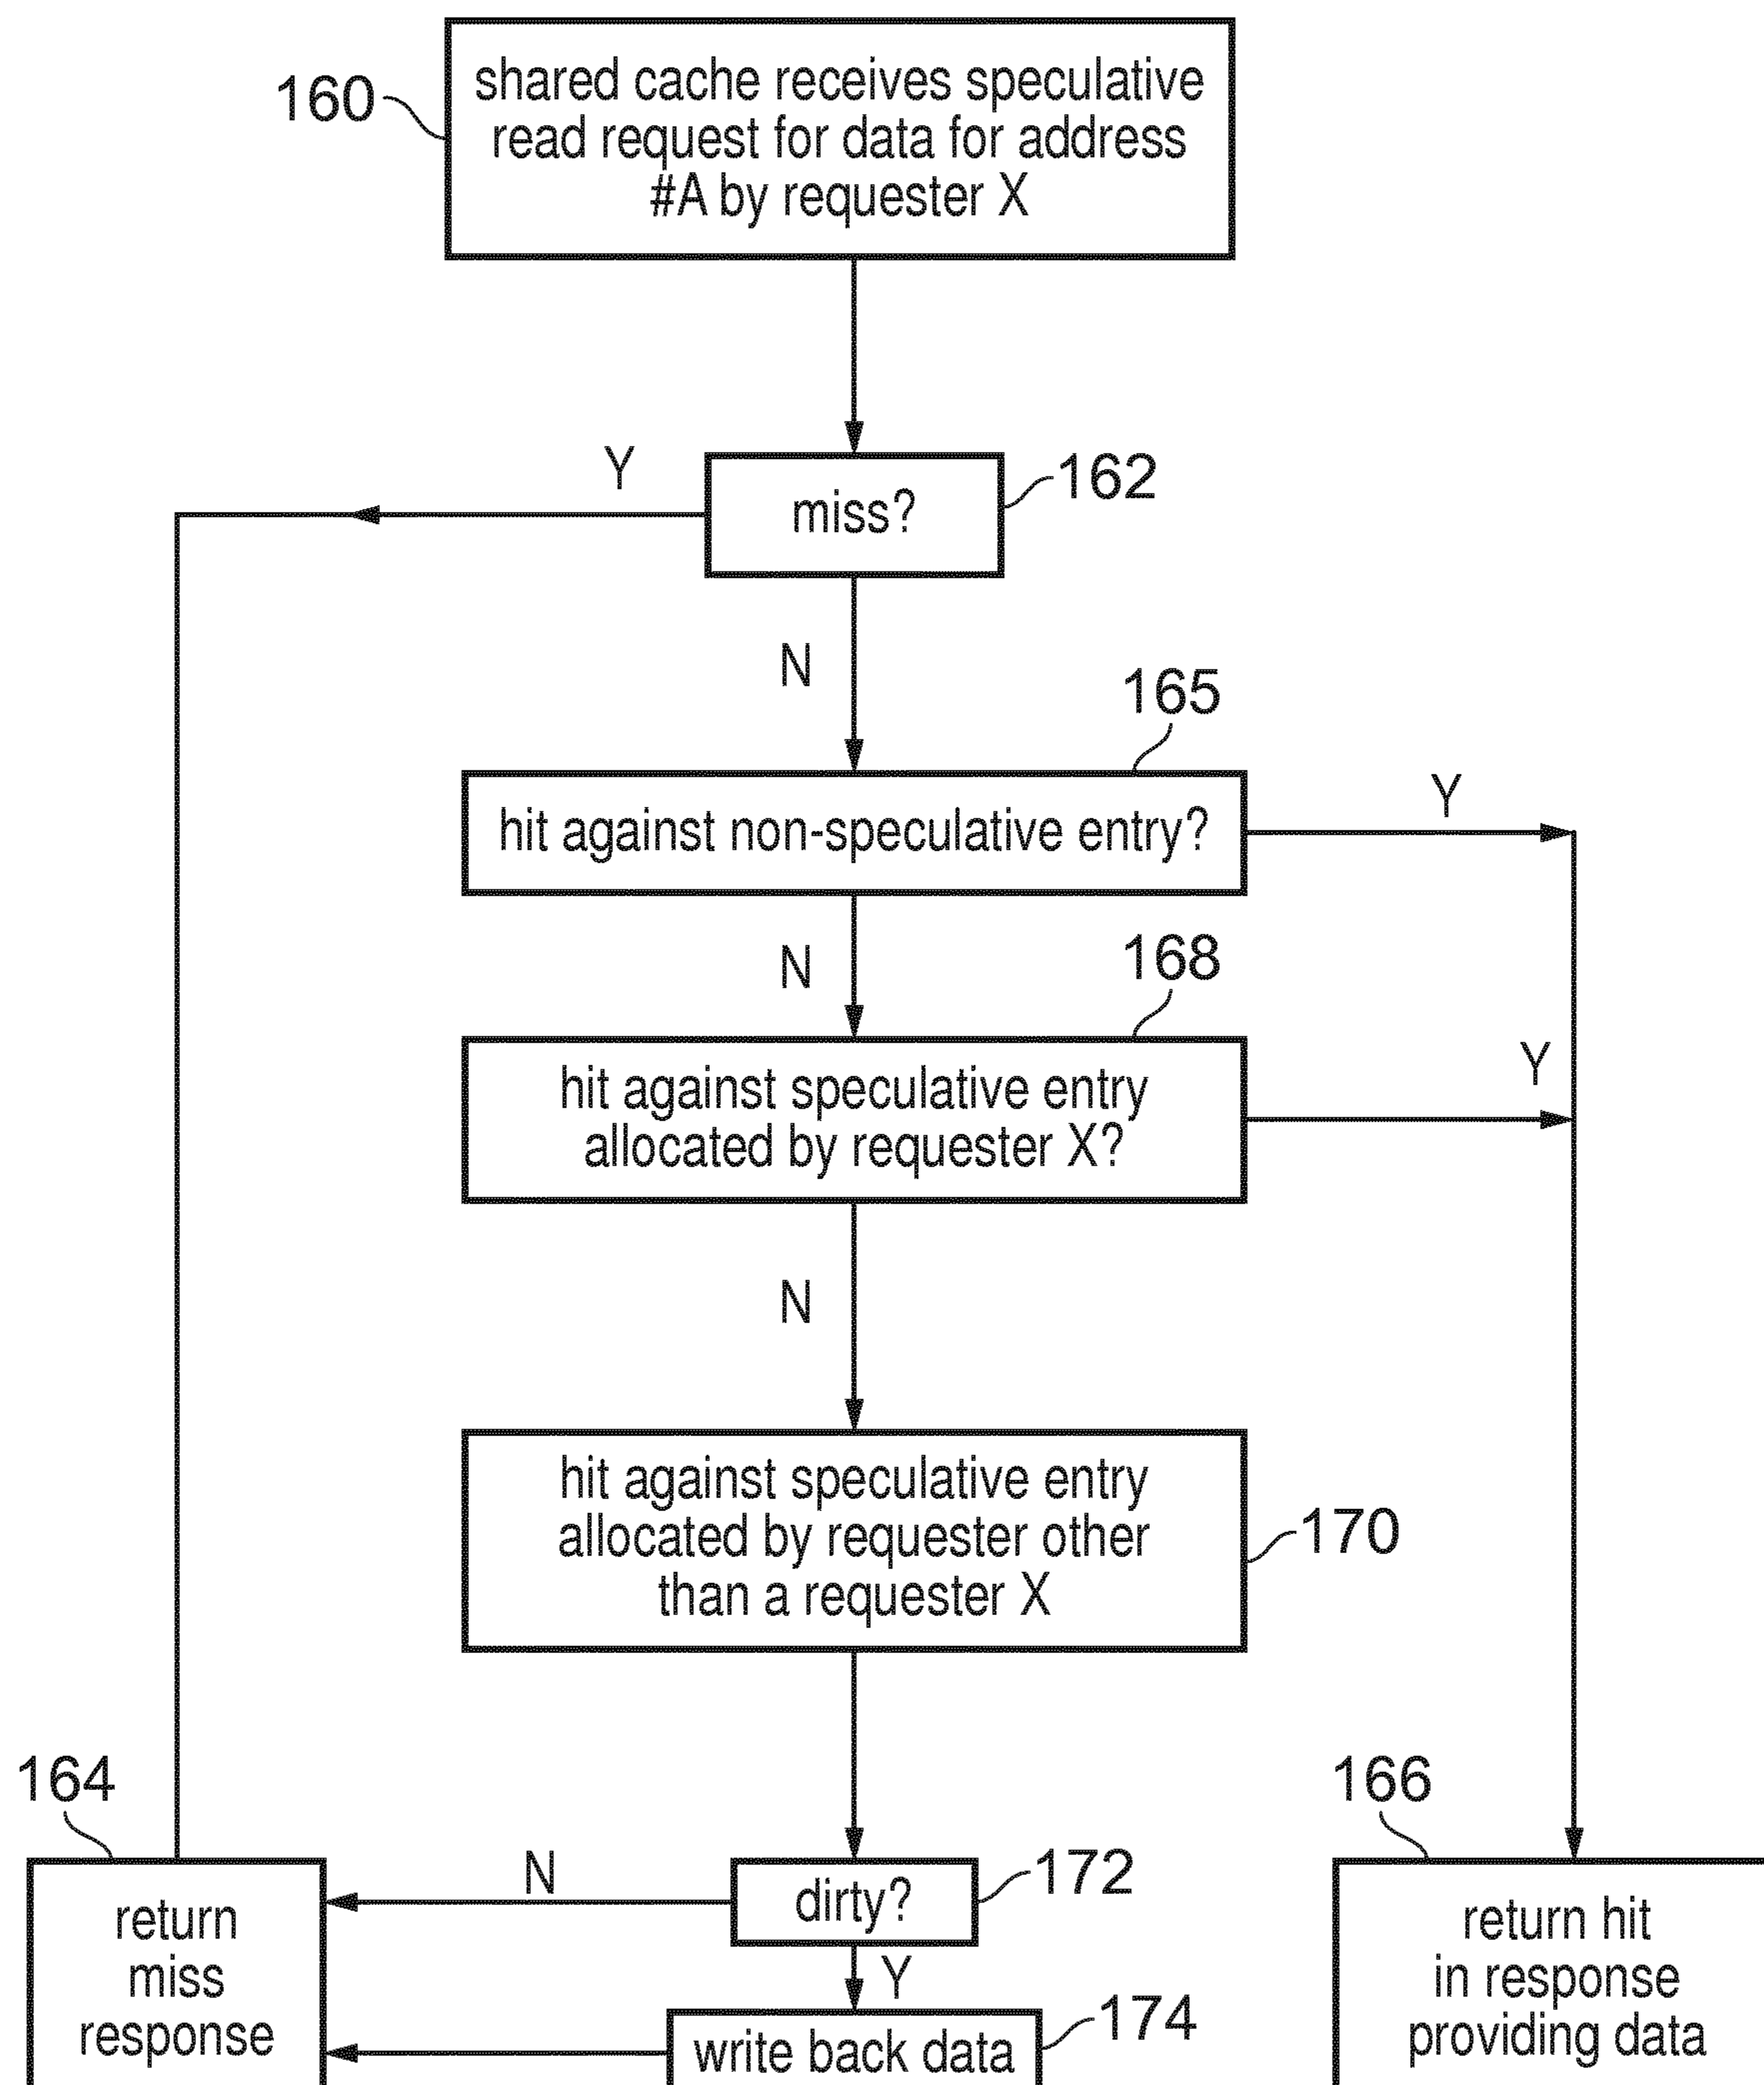 160
shared cache receives speculative
read request for data for address
#A by requester X
Y
miss?
162
N
165
hit against non-speculative entry?
Y
N
168
hit against speculative entry
allocated by requester X?
Y
N
hit against speculative entry
allocated by requester other
than a requester X
170
164
166
return
miss
response
N
dirty?
172
Y
write back data
174
return hit
in response
providing data